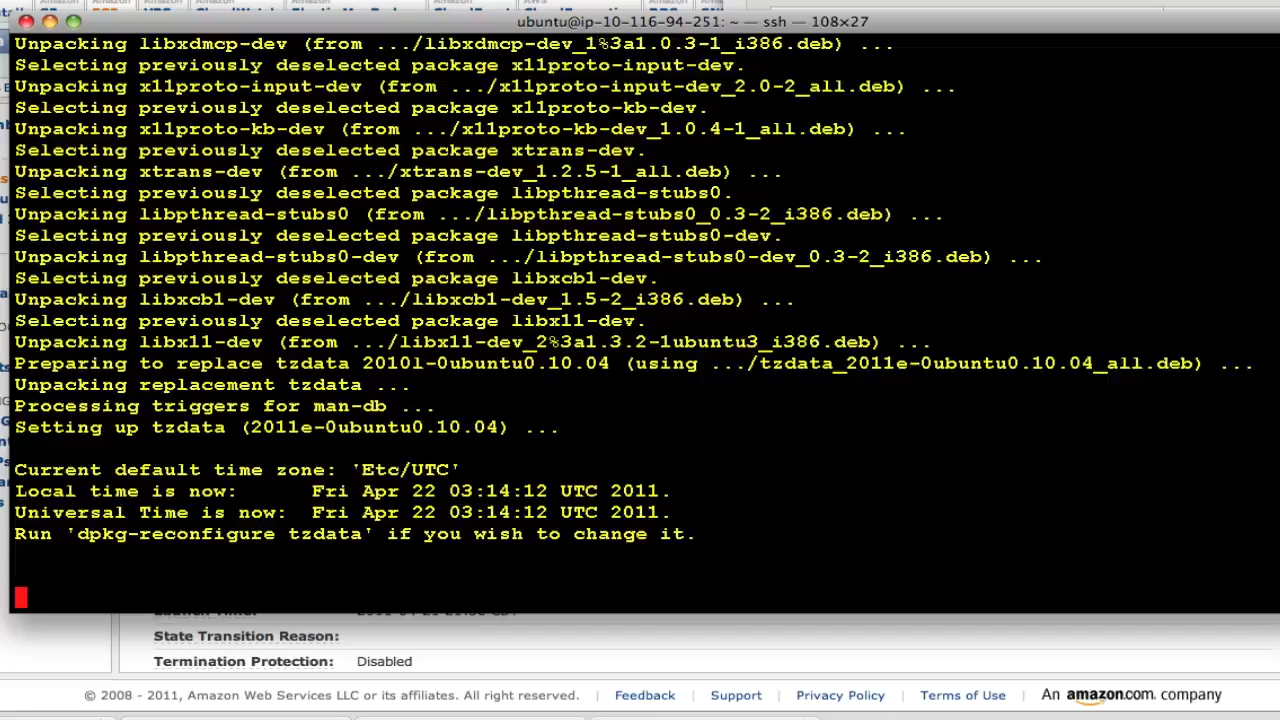 ubuntu@ip-10-116-94-251: ~ — ssh — 108×27
Unpacking libxdmcp-dev (from .../libxdmcp-dev_1%3a1.0.3-1_i386.deb) ...
Selecting previously deselected package x11proto-input-dev.
Unpacking x11proto-input-dev (from .../x11proto-input-dev_2.0-2_all.deb) ...
Selecting previously deselected package x11proto-kb-dev.
Unpacking x11proto-kb-dev (from .../x11proto-kb-dev_1.0.4-1_all.deb) ...
Selecting previously deselected package xtrans-dev.
Unpacking xtrans-dev (from .../xtrans-dev_1.2.5-1_all.deb) ...
Selecting previously deselected package libpthread-stubs0.
Unpacking libpthread-stubs0 (from .../libpthread-stubs0_0.3-2_i386.deb) ...
Selecting previously deselected package libpthread-stubs0-dev.
Unpacking libpthread-stubs0-dev (from .../libpthread-stubs0-dev_0.3-2_i386.deb) ...
Selecting previously deselected package libxcb1-dev.
Unpacking libxcb1-dev (from .../libxcb1-dev_1.5-2_i386.deb) ...
Selecting previously deselected package libx11-dev.
Unpacking libx11-dev (from .../libx11-dev_2%3a1.3.2-1ubuntu3_i386.deb) ...
Preparing to replace tzdata 2010l-0ubuntu0.10.04 (using .../tzdata_2011e-0ubuntu0.10.04_all.deb) ...
Unpacking replacement tzdata ...
Processing triggers for man-db ...
Setting up tzdata (2011e-0ubuntu0.10.04) ...
Current default time zone: 'Etc/UTC'
Local time is now:      Fri Apr 22 03:14:12 UTC 2011.
Universal Time is now:  Fri Apr 22 03:14:12 UTC 2011.
Run 'dpkg-reconfigure tzdata' if you wish to change it.
State Transition Reason:
Termination Protection: Disabled
© 2008 - 2011, Amazon Web Services LLC or its affiliates. All right reserved. | Feedback | Support | Privacy Policy | Terms of Use | An amazon.com company